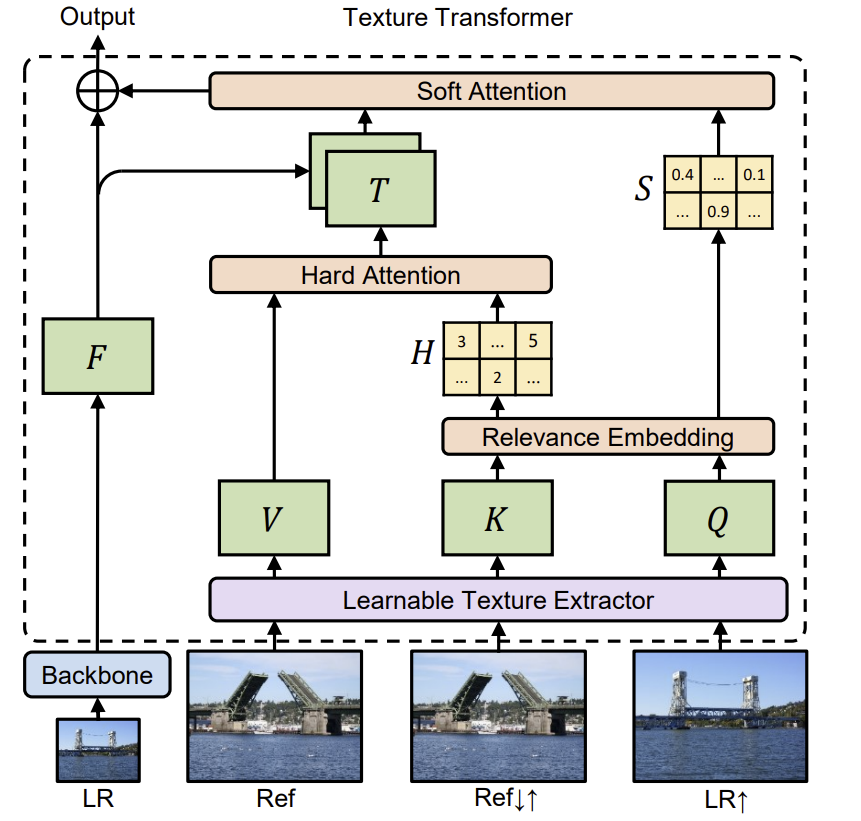 Output
Texture Transformer
Soft Attention
T
S
0.4 ... 0.1
... 0.9 ...
Hard Attention
F
H
3 ... 5
... 2 ...
Relevance Embedding
V
K
Q
Learnable Texture Extractor
Backbone
LR
Ref
Ref↓↑
LR↑